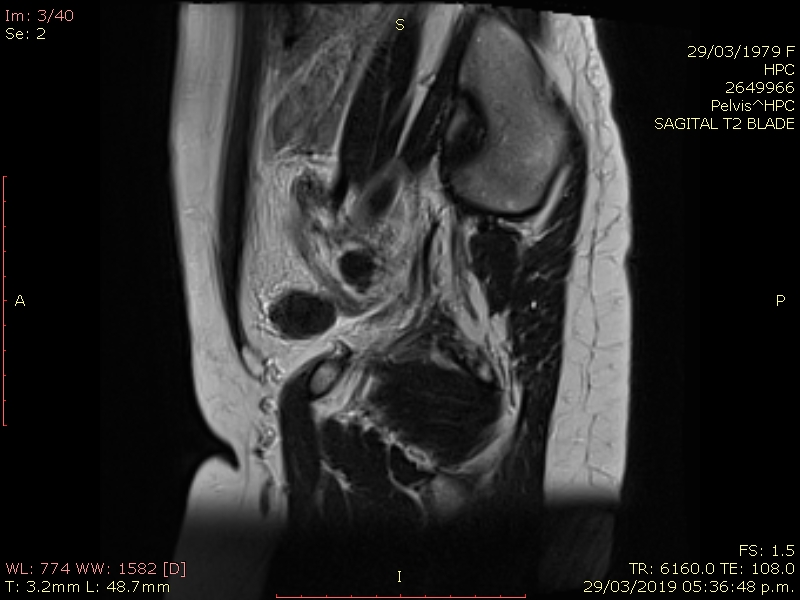 Im: 3/40
Se: 2
S
29/03/1979 F
HPC
2649966
Pelvis^HPC
SAGITAL T2 BLADE
A
P
WL: 774 WW: 1582 [D]
T: 3.2mm L: 48.7mm
I
FS: 1.5
TR: 6160.0 TE: 108.0
29/03/2019 05:36:48 p.m.